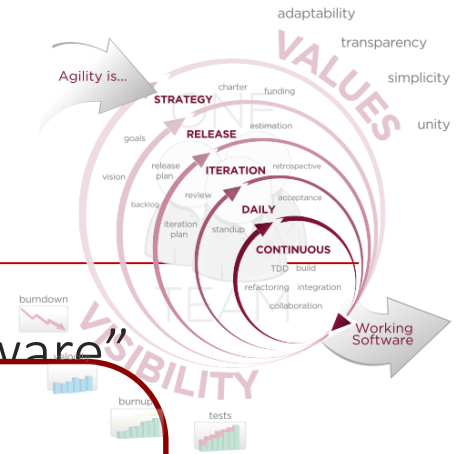 adaptability
transparency
simplicity
unity
VALUES
Agility is...
STRATEGY
charter
funding
ONE
RELEASE
estimation
goals
vision
release
plan
ITERATION
retrospective
backlog
review
acceptance
DAILY
iteration
plan
standup
CONTINUOUS
TDD
build
refactoring
integration
collaboration
TEAM
burndown
Working
Software
ware”
VISIBILITY
velocity
burnup
tests